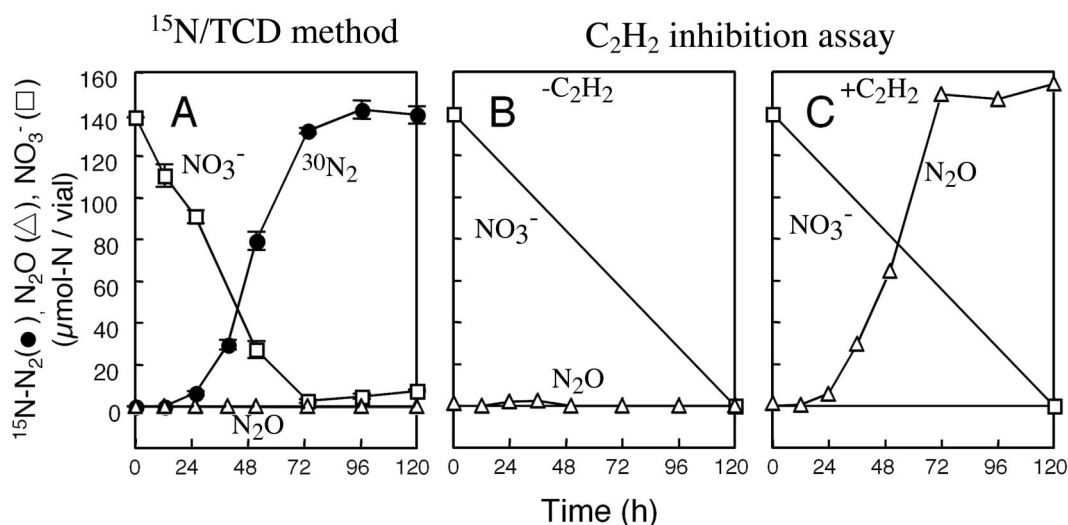 ¹⁵N/TCD method
C₂H₂ inhibition assay
¹⁵N-N₂(●), N₂O (△), NO₃⁻ (□)
(μmol-N / vial)
160
140
120
100
80
60
40
20
0
A
NO₃⁻
³⁰N₂
N₂O
0 24 48 72 96 120
B
-C₂H₂
NO₃⁻
N₂O
0 24 48 72 96 120
C
+C₂H₂
N₂O
NO₃⁻
0 24 48 72 96 120
Time (h)